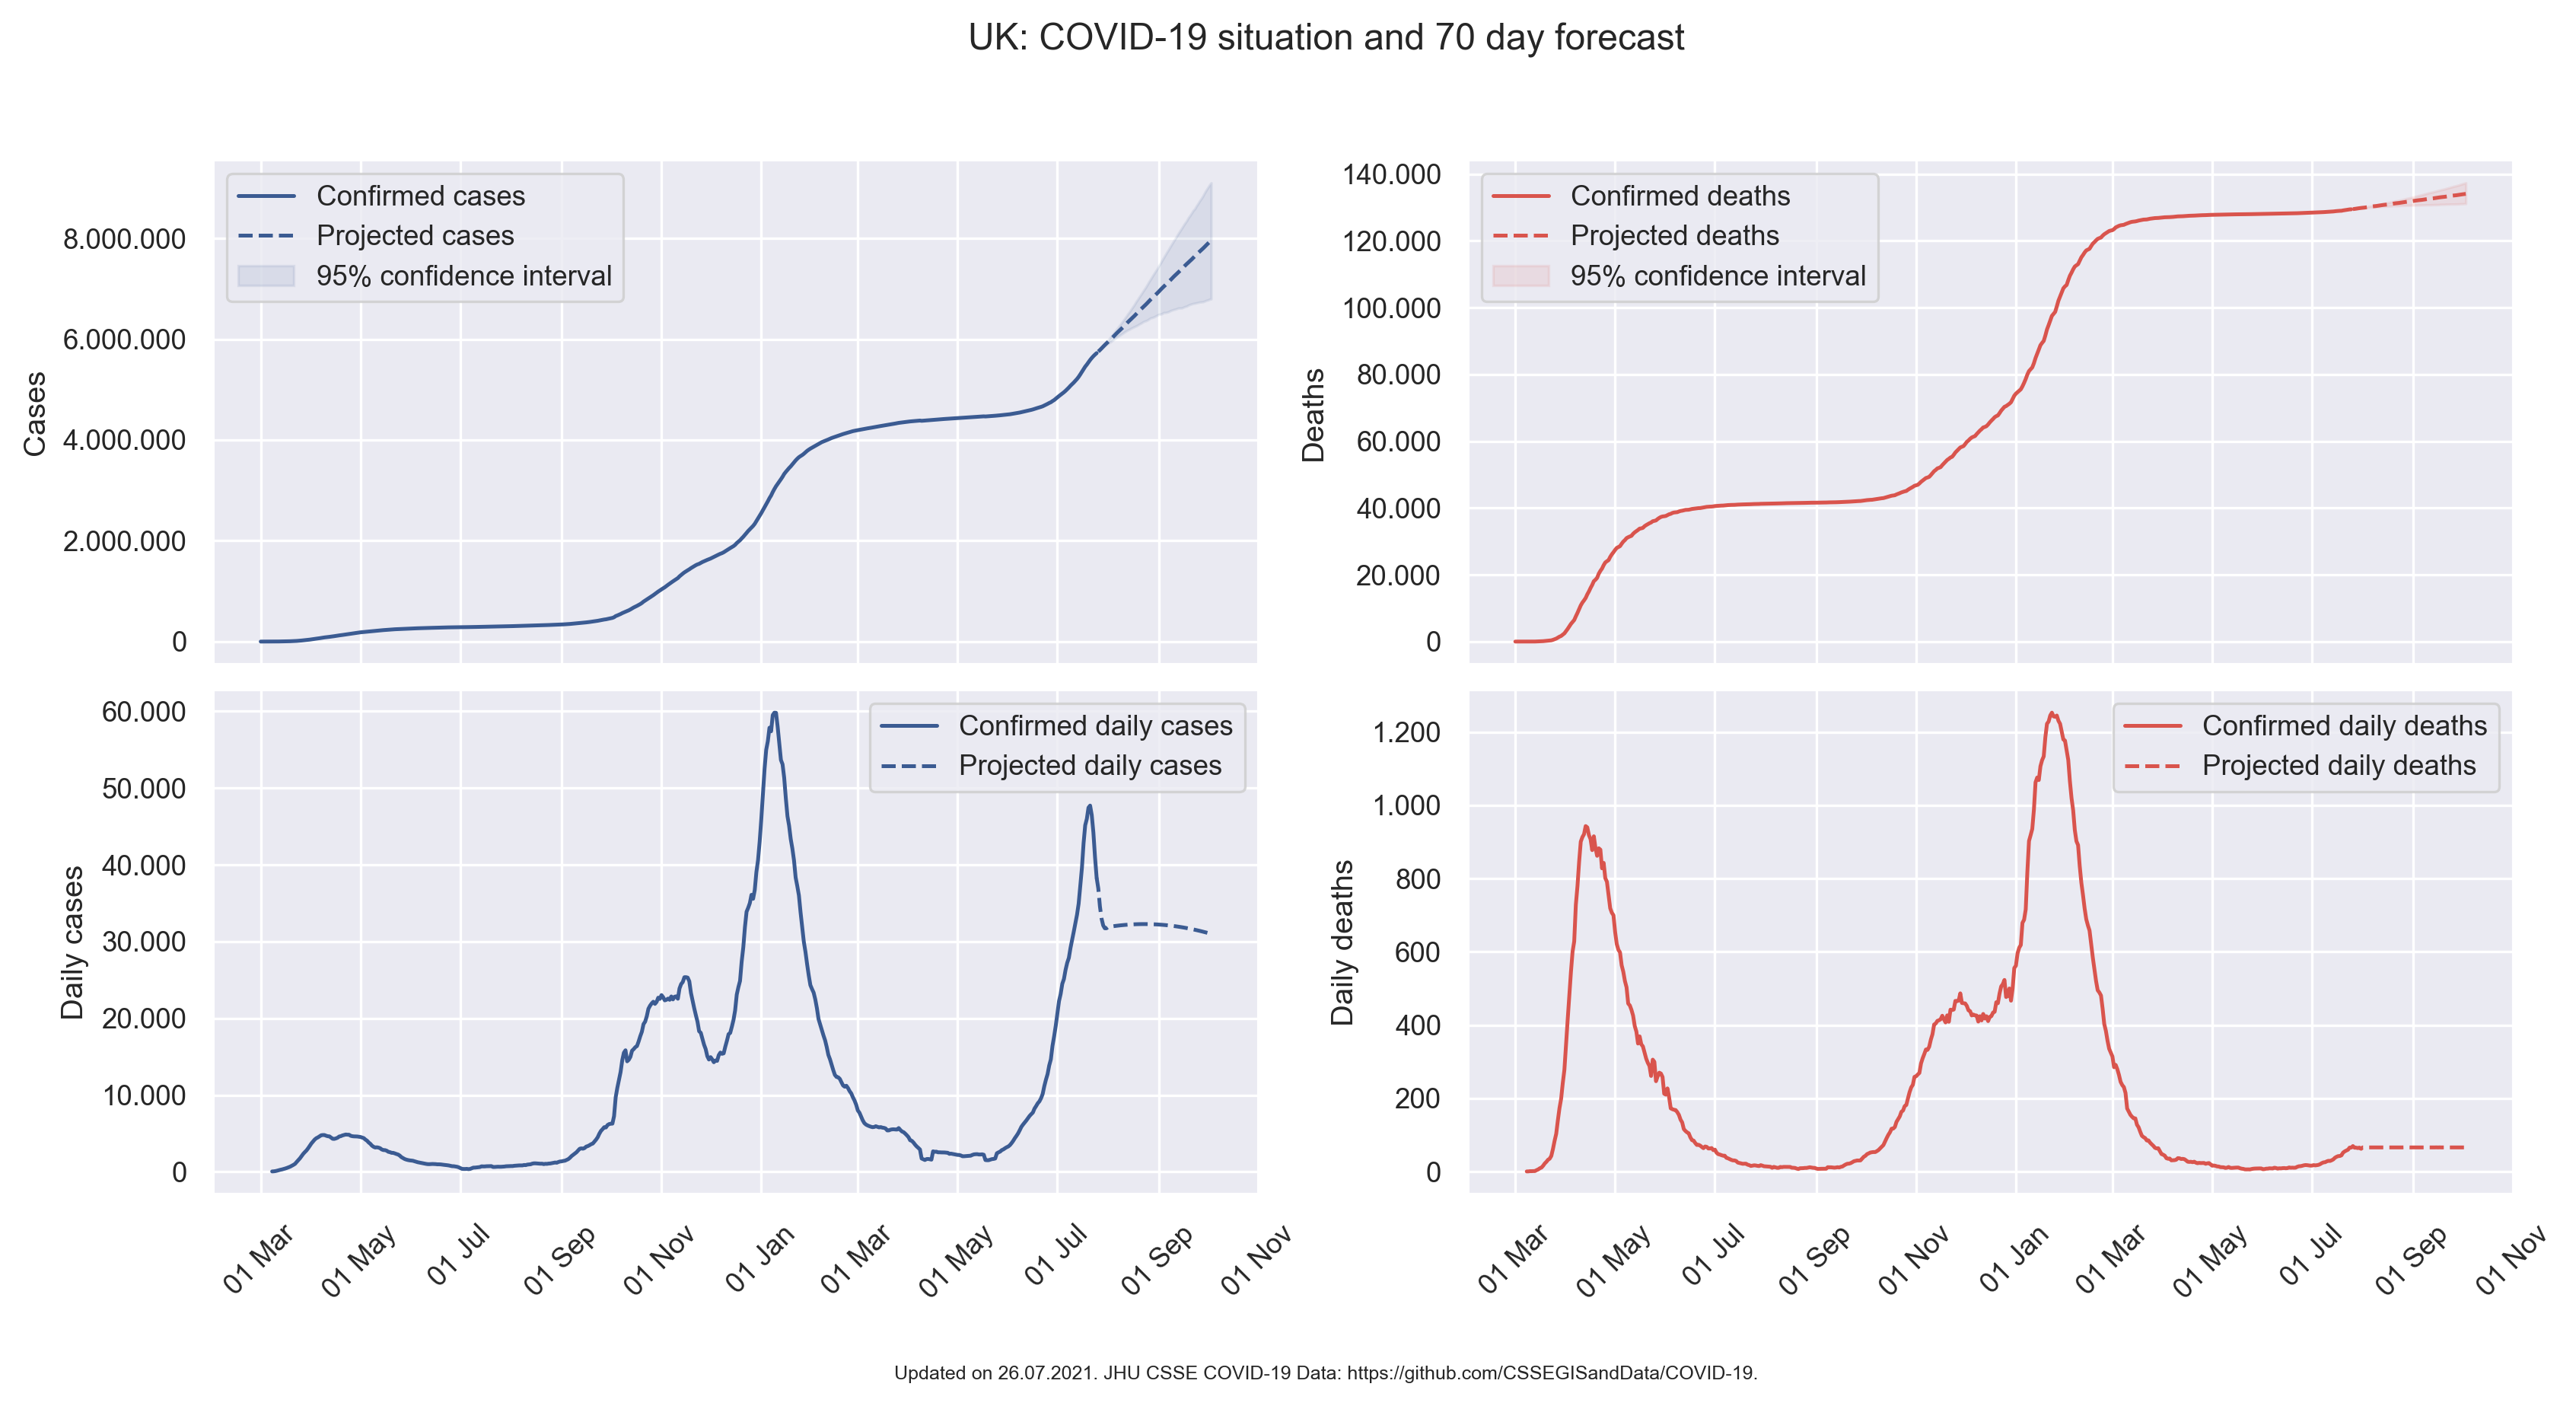 UK: COVID-19 situation and 70 day forecast
Confirmed cases
Projected cases
95% confidence interval
8.000.000
6.000.000
4.000.000
2.000.000
0
Cases
Confirmed deaths
Projected deaths
95% confidence interval
140.000
120.000
100.000
80.000
60.000
40.000
20.000
0
Deaths
Confirmed daily cases
Projected daily cases
60.000
50.000
40.000
30.000
20.000
10.000
0
Daily cases
01 Mar
01 May
01 Jul
01 Sep
01 Nov
01 Jan
01 Mar
01 May
01 Jul
01 Sep
01 Nov
Confirmed daily deaths
Projected daily deaths
1.200
1.000
800
600
400
200
0
Daily deaths
01 Mar
01 May
01 Jul
01 Sep
01 Nov
01 Jan
01 Mar
01 May
01 Jul
01 Sep
01 Nov
Updated on 26.07.2021. JHU CSSE COVID-19 Data: https://github.com/CSSEGISandData/COVID-19.